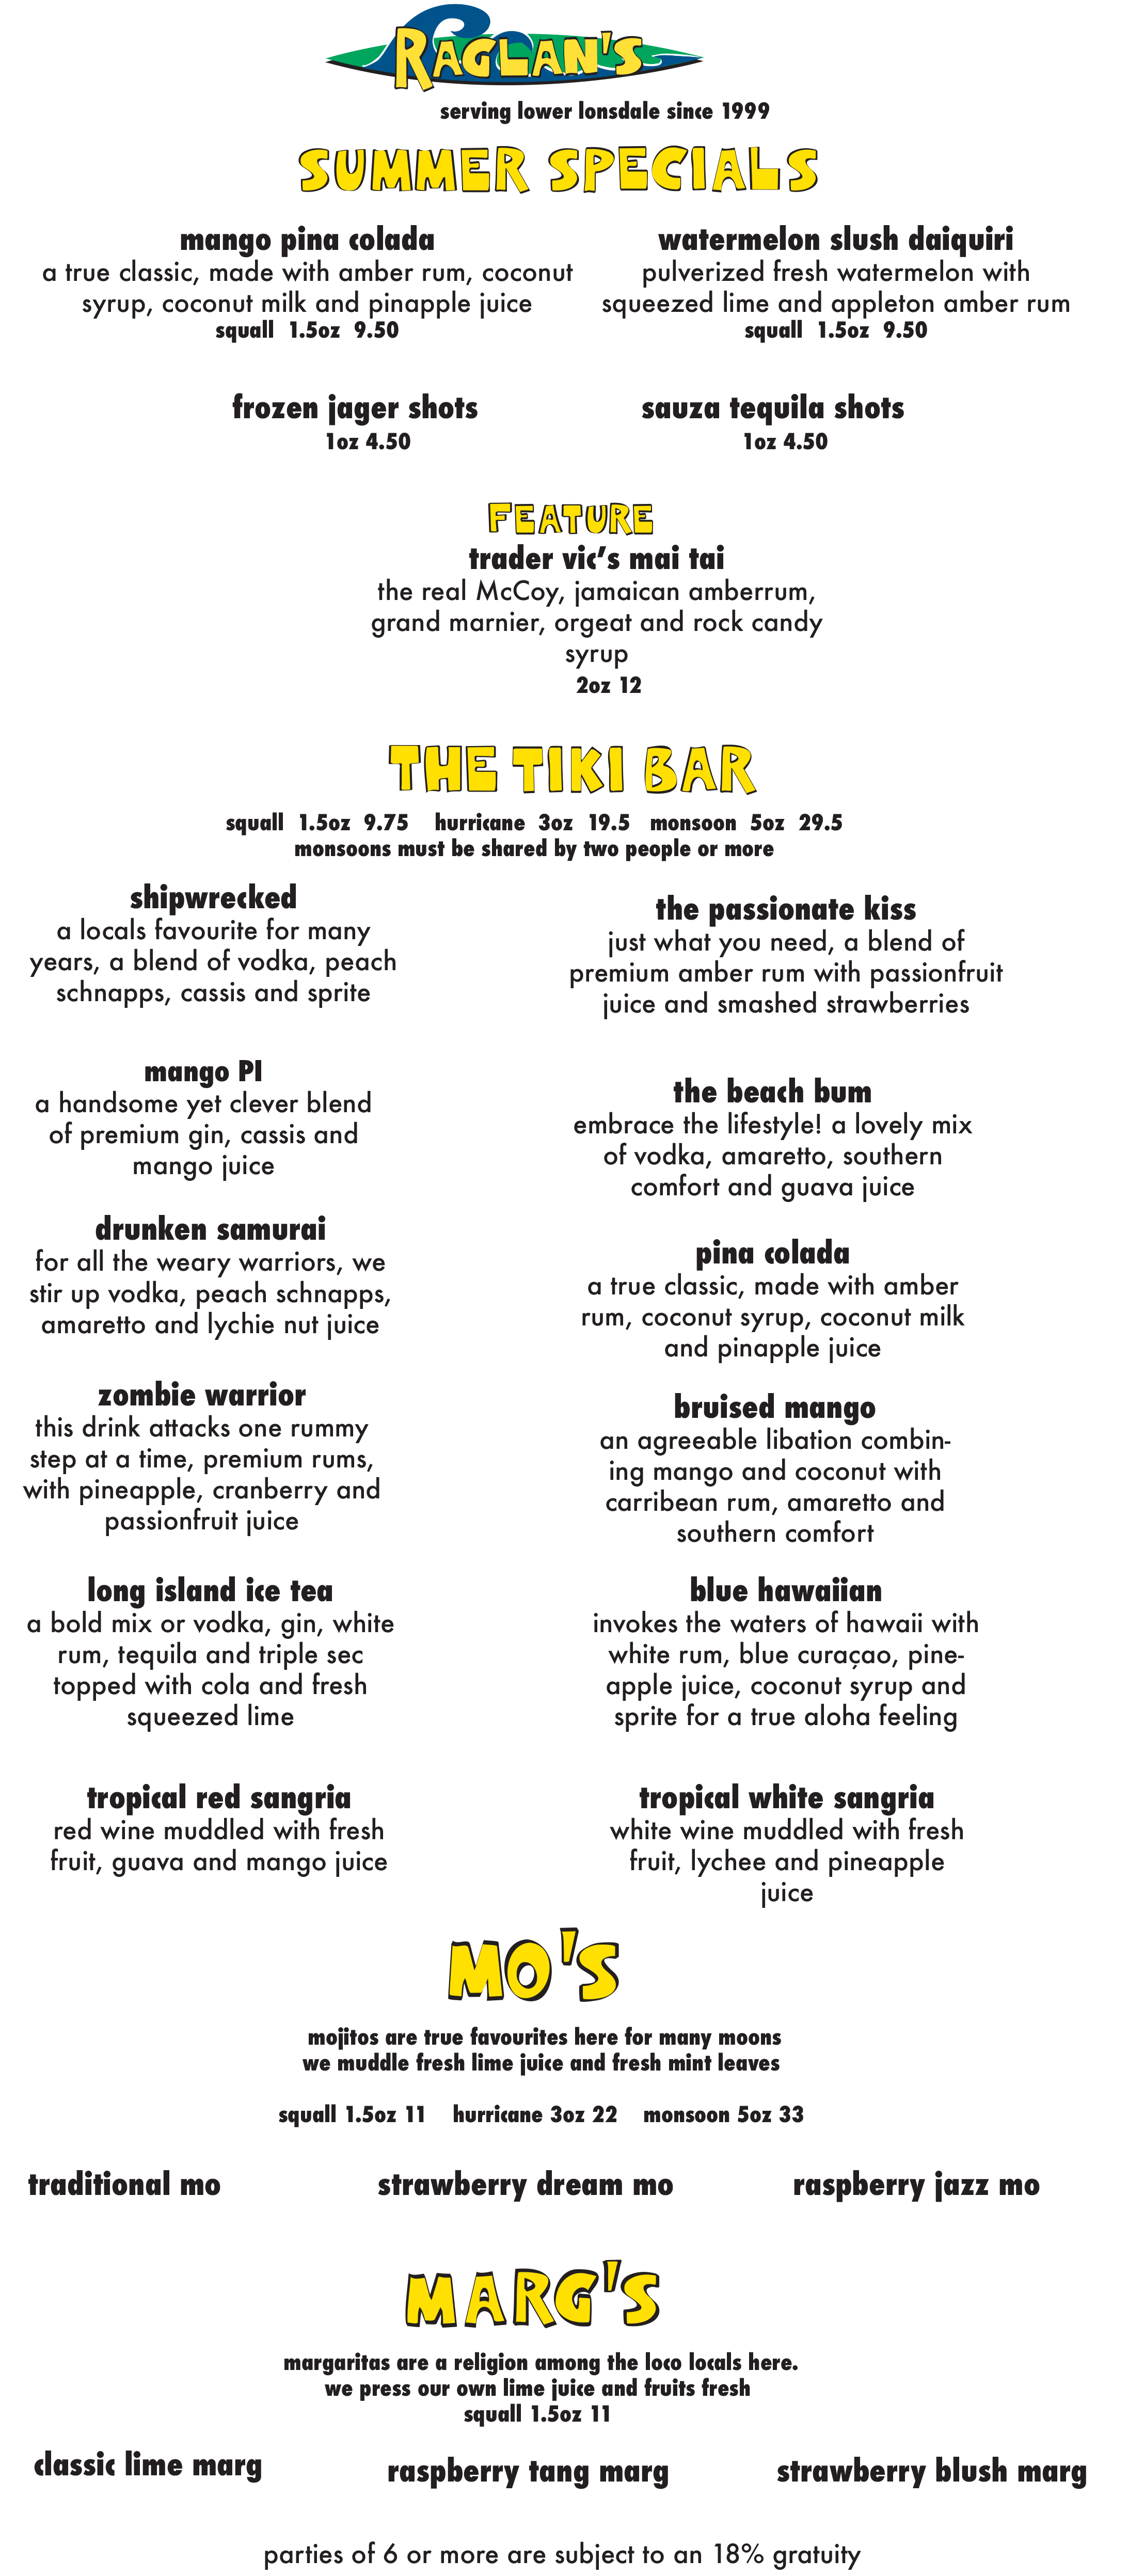 RAGLAN'S
serving lower lonsdale since 1999
SUMMER SPECIALS
mango pina colada
a true classic, made with amber rum, coconut
syrup, coconut milk and pinapple juice
squall 1.5oz 9.50
watermelon slush daiquiri
pulverized fresh watermelon with
squeezed lime and appleton amber rum
squall 1.5oz 9.50
frozen jager shots
1oz 4.50
sauza tequila shots
1oz 4.50
FEATURE
trader vic's mai tai
the real McCoy, jamaican amberrum,
grand marnier, orgeat and rock candy
syrup
2oz 12
THE TIKI BAR
squall 1.5oz 9.75 hurricane 3oz 19.5 monsoon 5oz 29.5
monsoons must be shared by two people or more
shipwrecked
a locals favourite for many
years, a blend of vodka, peach
schnapps, cassis and sprite
the passionate kiss
just what you need, a blend of
premium amber rum with passionfruit
juice and smashed strawberries
mango PI
a handsome yet clever blend
of premium gin, cassis and
mango juice
the beach bum
embrace the lifestyle! a lovely mix
of vodka, amaretto, southern
comfort and guava juice
drunken samurai
for all the weary warriors, we
stir up vodka, peach schnapps,
amaretto and lychie nut juice
pina colada
a true classic, made with amber
rum, coconut syrup, coconut milk
and pinapple juice
zombie warrior
this drink attacks one rummy
step at a time, premium rums,
with pineapple, cranberry and
passionfruit juice
bruised mango
an agreeable libation combin-
ing mango and coconut with
carribean rum, amaretto and
southern comfort
long island ice tea
a bold mix or vodka, gin, white
rum, tequila and triple sec
topped with cola and fresh
squeezed lime
blue hawaiian
invokes the waters of hawaii with
white rum, blue curaçao, pine-
apple juice, coconut syrup and
sprite for a true aloha feeling
tropical red sangria
red wine muddled with fresh
fruit, guava and mango juice
tropical white sangria
white wine muddled with fresh
fruit, lychee and pineapple
juice
MO'S
mojitos are true favourites here for many moons
we muddle fresh lime juice and fresh mint leaves
squall 1.5oz 11 hurricane 3oz 22 monsoon 5oz 33
traditional mo strawberry dream mo raspberry jazz mo
MARG'S
margaritas are a religion among the loco locals here.
we press our own lime juice and fruits fresh
squall 1.5oz 11
classic lime marg raspberry tang marg strawberry blush marg
parties of 6 or more are subject to an 18% gratuity